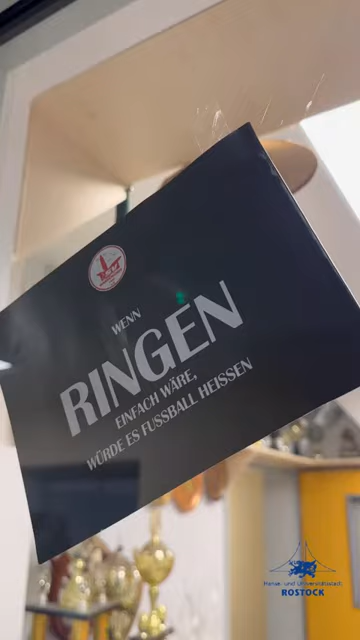 WENN
RINGEN
EINFACH WÄRE,
WÜRDE ES FUSSBALL HEISSEN
Hanse- und Universitätsstadt
ROSTOCK